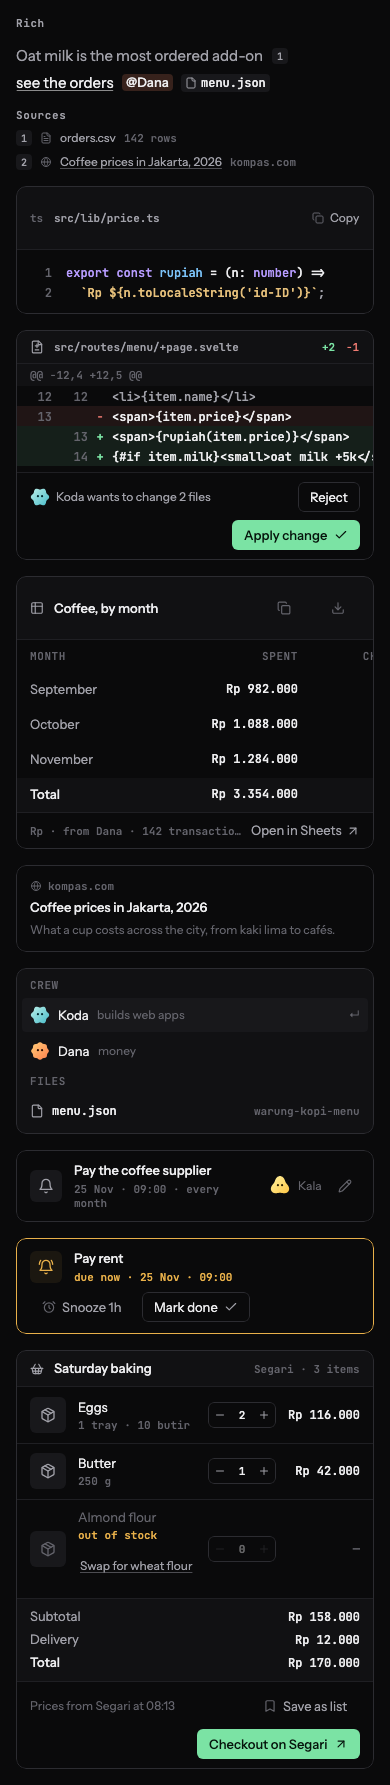 Rich
Oat milk is the most ordered add-on 1
see the orders @Dana menu.json
Sources
1 orders.csv 142 rows
2 Coffee prices in Jakarta, 2026 kompas.com
ts src/lib/price.ts Copy
1 export const rupiah = (n: number) =>
2 `Rp ${n.toLocaleString('id-ID')}`;
src/routes/menu/+page.svelte +2 -1
@@ -12,4 +12,5 @@
12 12 <li>{item.name}</li>
13 - <span>{item.price}</span>
13 + <span>{rupiah(item.price)}</span>
14 + {#if item.milk}<small>oat milk +5k</s
Koda wants to change 2 files Reject
Apply change
Coffee, by month
MONTH SPENT CH
September Rp 982.000
October Rp 1.088.000
November Rp 1.284.000
Total Rp 3.354.000
Rp · from Dana · 142 transactio… Open in Sheets
kompas.com
Coffee prices in Jakarta, 2026
What a cup costs across the city, from kaki lima to cafés.
CREW
Koda builds web apps
Dana money
FILES
menu.json warung-kopi-menu
Pay the coffee supplier
25 Nov · 09:00 · every
month
Kala
Pay rent
due now · 25 Nov · 09:00
Snooze 1h Mark done
Saturday baking Segari · 3 items
Eggs
1 tray · 10 butir
− 2 + Rp 116.000
Butter
250 g
− 1 + Rp 42.000
Almond flour
out of stock
Swap for wheat flour
− 0 + –
Subtotal Rp 158.000
Delivery Rp 12.000
Total Rp 170.000
Prices from Segari at 08:13 Save as list
Checkout on Segari